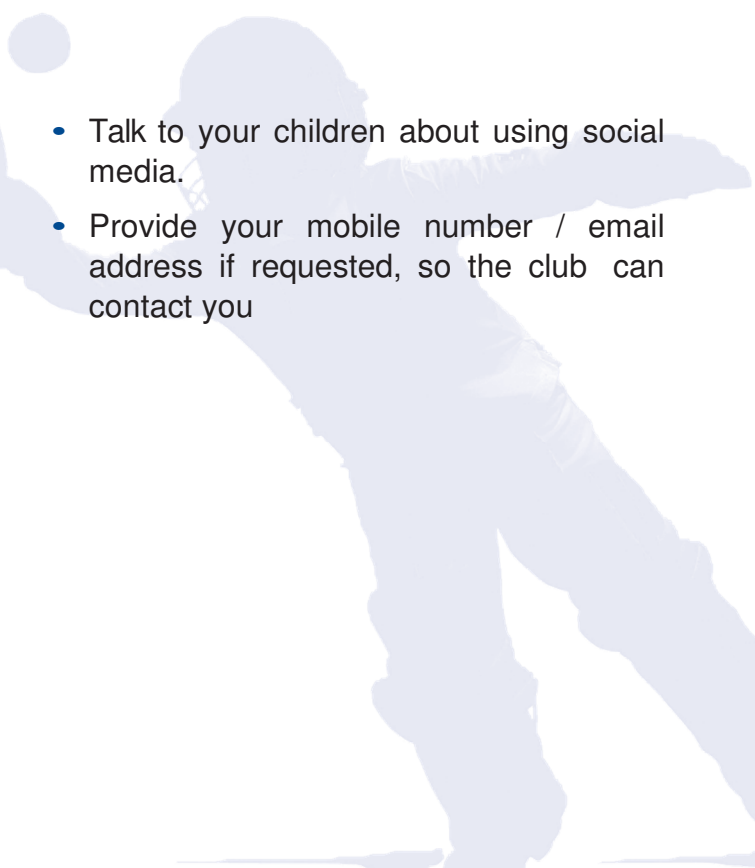 • Talk to your children about using social
media.
• Provide your mobile number / email
address if requested, so the club can
contact you